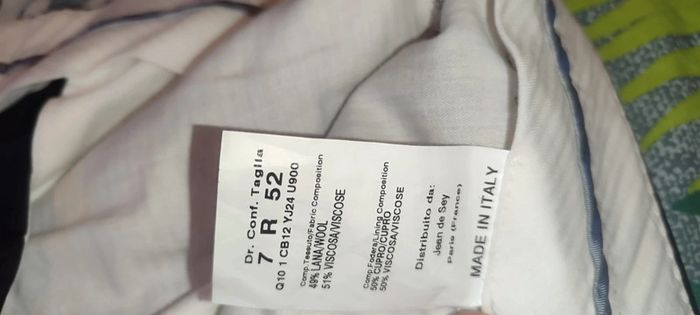 Dr. Conf. Taglia
7 R 52
Q10 1 CB12 YJ24 U900
Comp.Tessuto/Fabric Composition
49% LANA/WOOL
51% VISCOSA/VISCOSE
Comp.Fodera/Lining Composition
50% CUPRO/CUPRO
50% VISCOSA/VISCOSE
Distribuito da:
Jean de Sey
Paris (France)
MADE IN ITALY